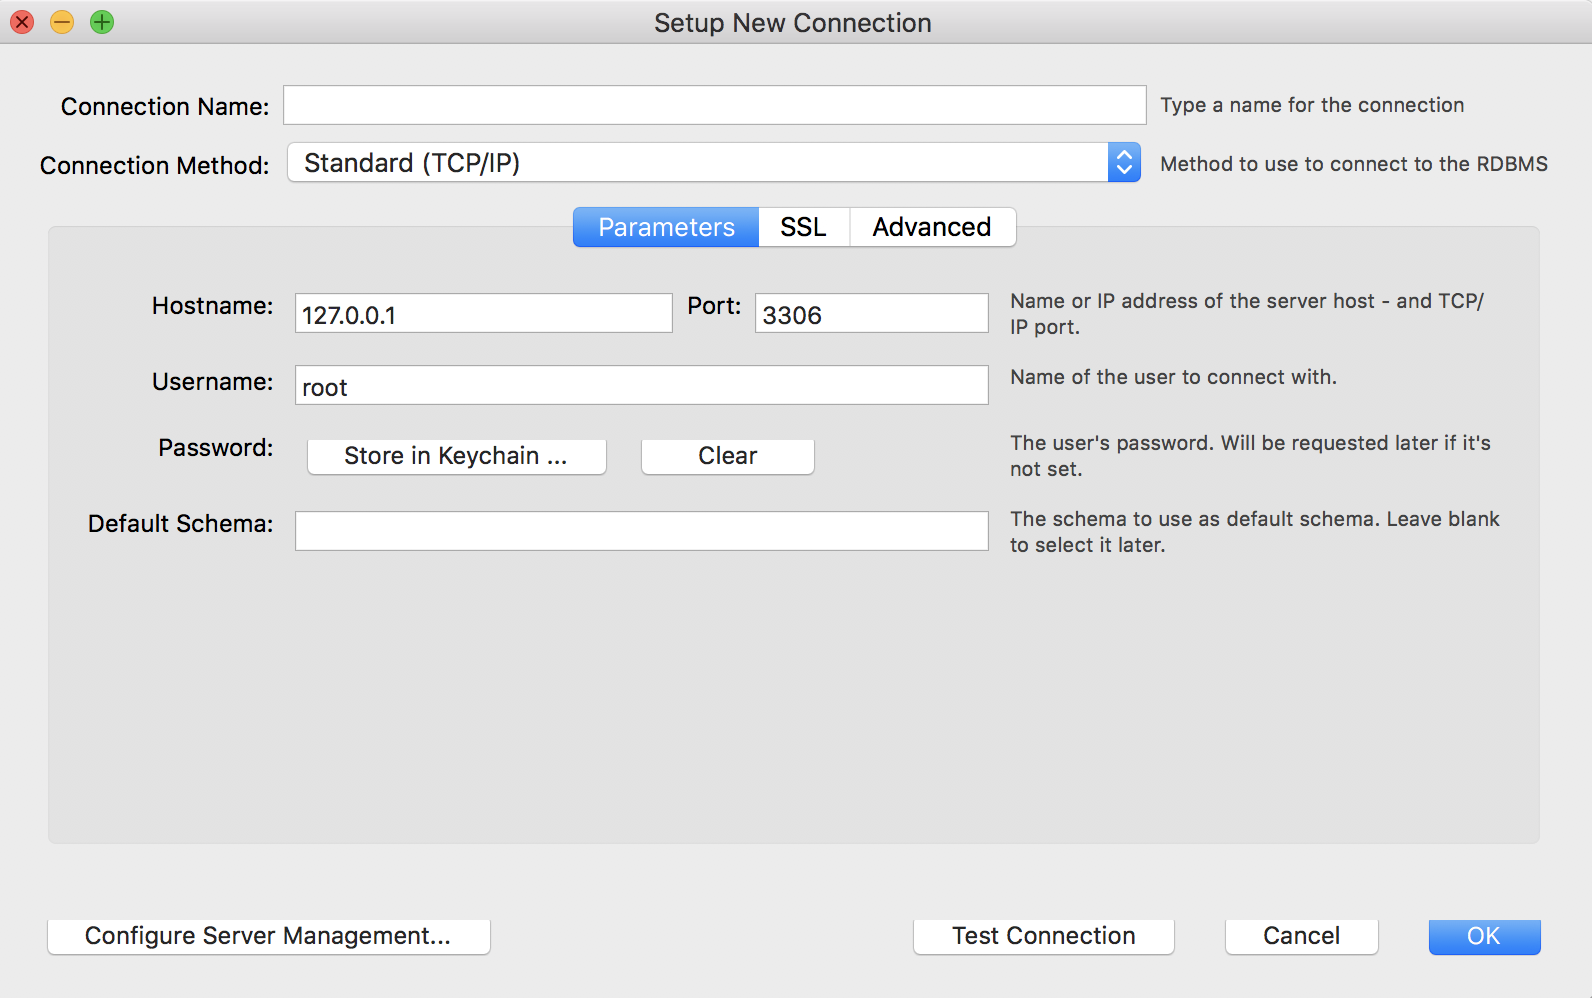 Setup New Connection
Connection Name:
Type a name for the connection
Connection Method: Standard (TCP/IP)
Method to use to connect to the RDBMS
Parameters SSL Advanced
Hostname: 127.0.0.1 Port: 3306
Name or IP address of the server host - and TCP/
IP port.
Username: root
Name of the user to connect with.
Password: Store in Keychain ... Clear
The user's password. Will be requested later if it's
not set.
Default Schema:
The schema to use as default schema. Leave blank
to select it later.
Configure Server Management... Test Connection Cancel OK